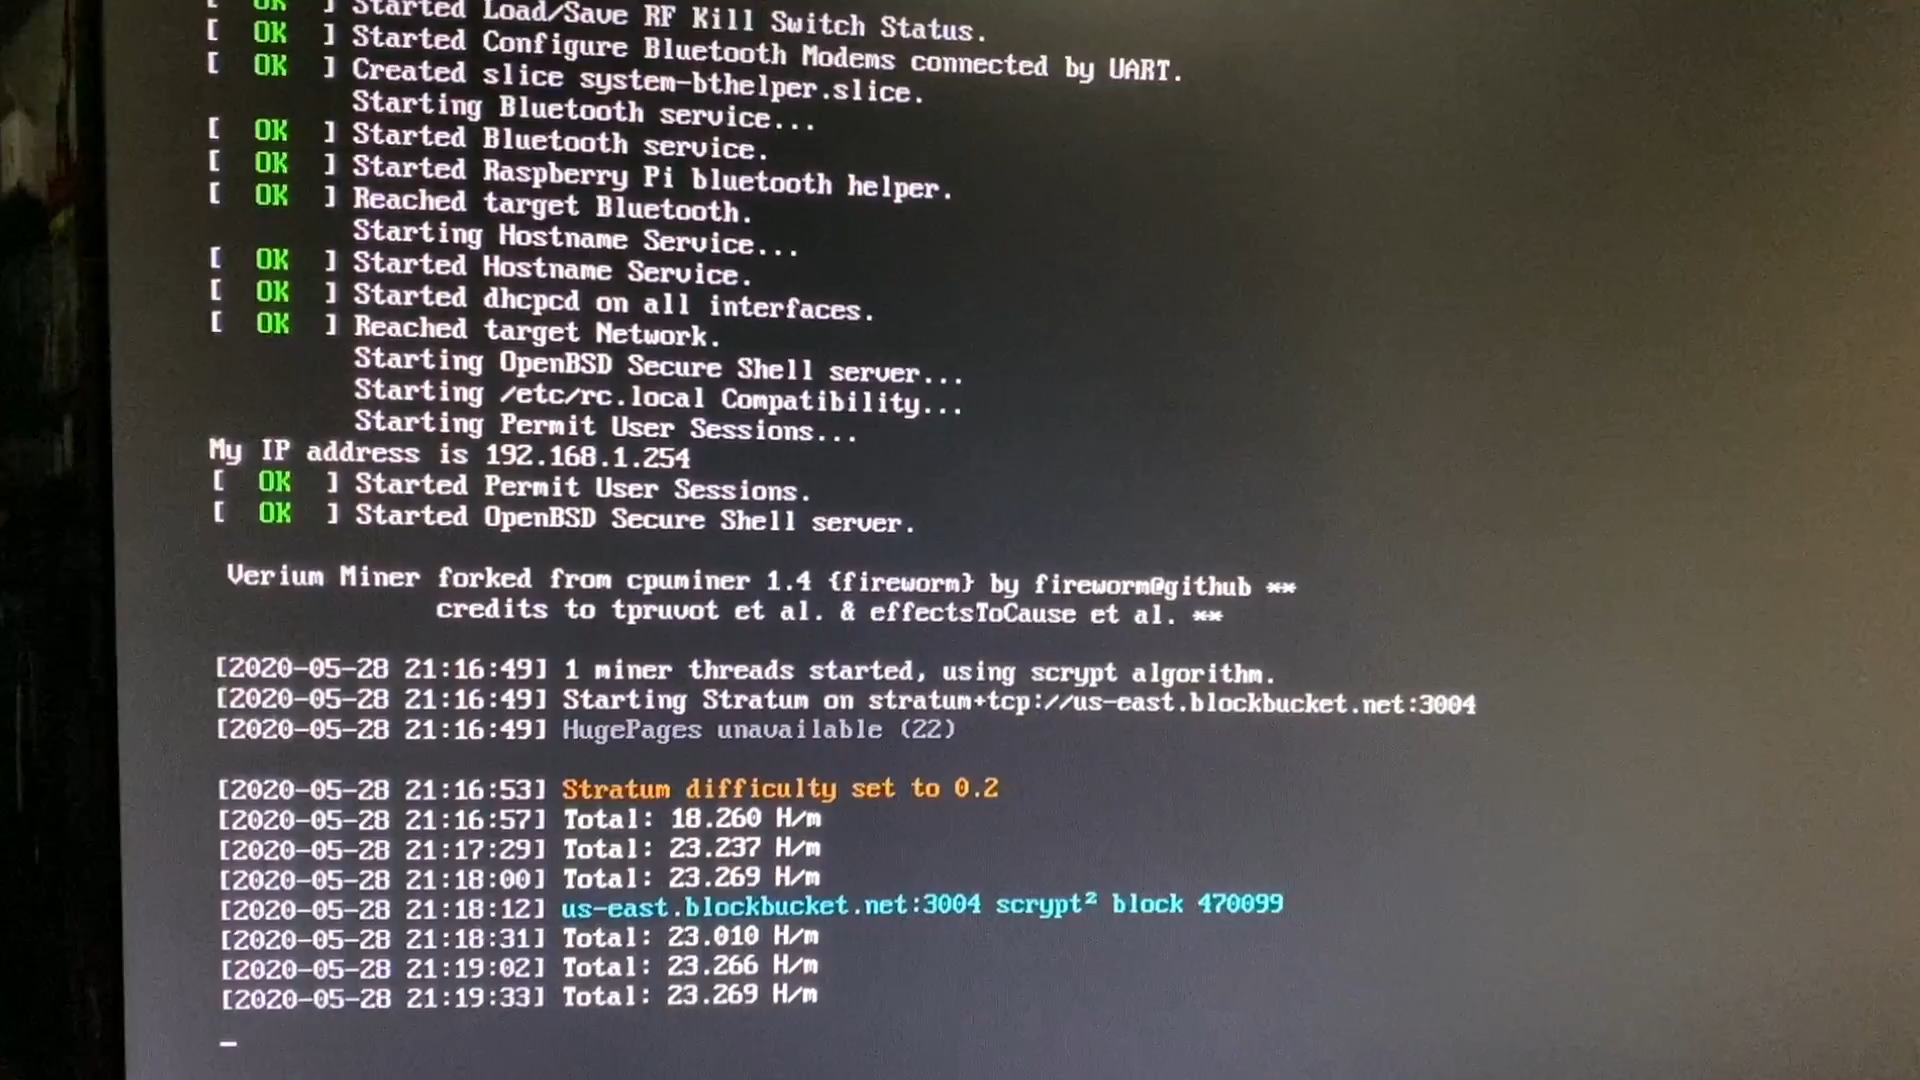 [  OK  ] Started Load/Save RF Kill Switch Status.
[  OK  ] Started Configure Bluetooth Modems connected by UART.
[  OK  ] Created slice system-bthelper.slice.
Starting Bluetooth service...
[  OK  ] Started Bluetooth service.
[  OK  ] Started Raspberry Pi bluetooth helper.
[  OK  ] Reached target Bluetooth.
Starting Hostname Service...
[  OK  ] Started Hostname Service.
[  OK  ] Started dhcpcd on all interfaces.
[  OK  ] Reached target Network.
Starting OpenBSD Secure Shell server...
Starting /etc/rc.local Compatibility...
Starting Permit User Sessions...
My IP address is 192.168.1.254
[  OK  ] Started Permit User Sessions.
[  OK  ] Started OpenBSD Secure Shell server.
Verium Miner forked from cpuminer 1.4 {fireworm} by fireworm@github **
credits to tpruvot et al. & effectsToCause et al. **
[2020-05-28 21:16:49] 1 miner threads started, using scrypt algorithm.
[2020-05-28 21:16:49] Starting Stratum on stratum+tcp://us-east.blockbucket.net:3004
[2020-05-28 21:16:49] HugePages unavailable (22)
[2020-05-28 21:16:53] Stratum difficulty set to 0.2
[2020-05-28 21:16:57] Total: 18.260 H/m
[2020-05-28 21:17:29] Total: 23.237 H/m
[2020-05-28 21:18:00] Total: 23.269 H/m
[2020-05-28 21:18:12] us-east.blockbucket.net:3004 scrypt² block 470099
[2020-05-28 21:18:31] Total: 23.010 H/m
[2020-05-28 21:19:02] Total: 23.266 H/m
[2020-05-28 21:19:33] Total: 23.269 H/m
_